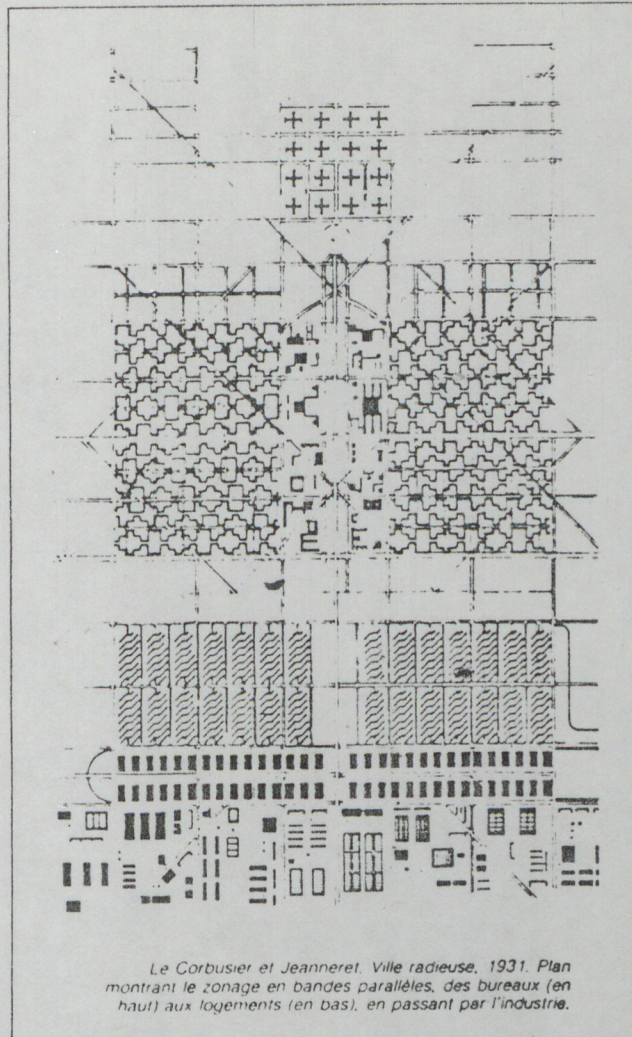 Le Corbusier et Jeanneret. Ville radieuse, 1931. Plan
montrant le zonage en bandes parallèles, des bureaux (en
haut) aux logements (en bas), en passant par l'industrie.